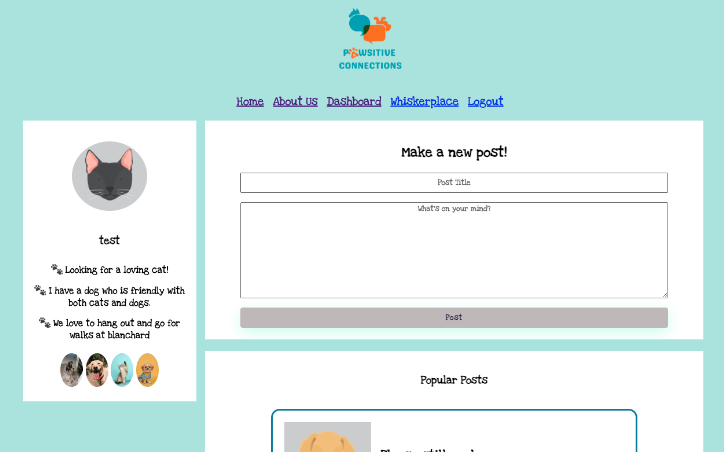 PAWSITIVE
CONNECTIONS
Home About Us Dashboard Whiskerplace Logout
test
Looking for a loving cat!
I have a dog who is friendly with
both cats and dogs.
We love to hang out and go for
walks at blanchard
Make a new post!
Post Title
What's on your mind?
Post
Popular Posts